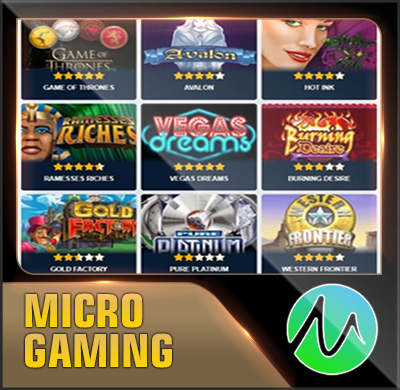 GAME OF
THRONES
GAME OF THRONES
Avalon
AVALON
HOT INK
RAMESSES
RICHES
RAMESSES RICHES
VEGAS
dreams
VEGAS DREAMS
Burning
Desire
BURNING DESIRE
Gold
Factory
GOLD FACTORY
PURE
PLATINUM
PURE PLATINUM
WESTERN
FRONTIER
WESTERN FRONTIER
MICRO
GAMING